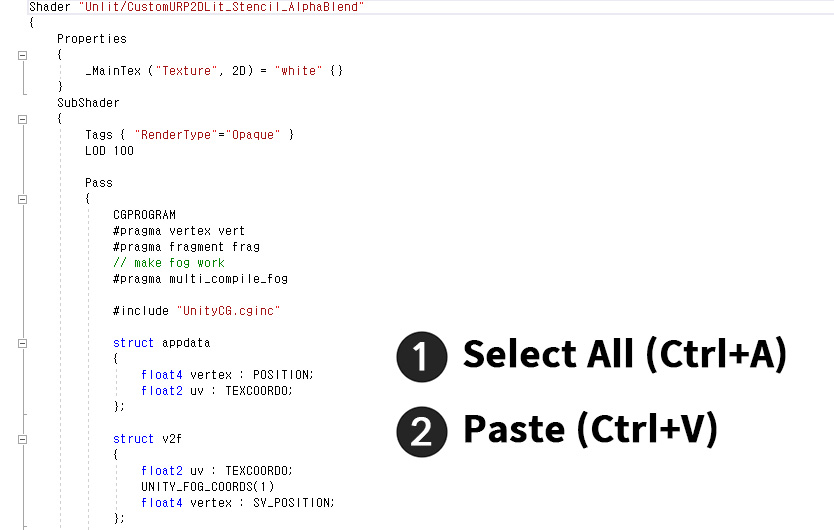 Shader "Unlit/CustomURP2DLit_Stencil_AlphaBlend"
{
Properties
{
_MainTex ("Texture", 2D) = "white" {}
}
SubShader
{
Tags { "RenderType"="Opaque" }
LOD 100
Pass
{
CGPROGRAM
#pragma vertex vert
#pragma fragment frag
// make fog work
#pragma multi_compile_fog
#include "UnityCG.cginc"
struct appdata
{
float4 vertex : POSITION;
float2 uv : TEXCOORD0;
};
struct v2f
{
float2 uv : TEXCOORD0;
UNITY_FOG_COORDS(1)
float4 vertex : SV_POSITION;
};
1 Select All (Ctrl+A)
2 Paste (Ctrl+V)